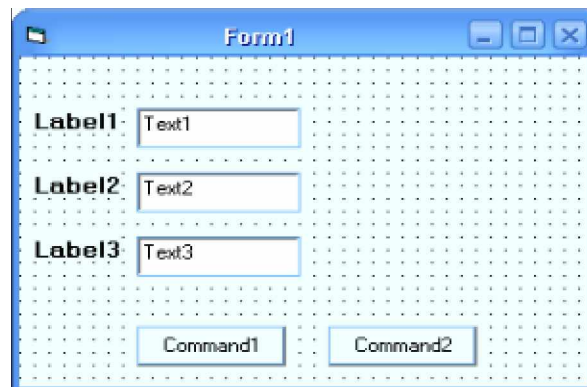 Form1
Label1 Text1
Label2 Text2
Label3 Text3
Command1 Command2